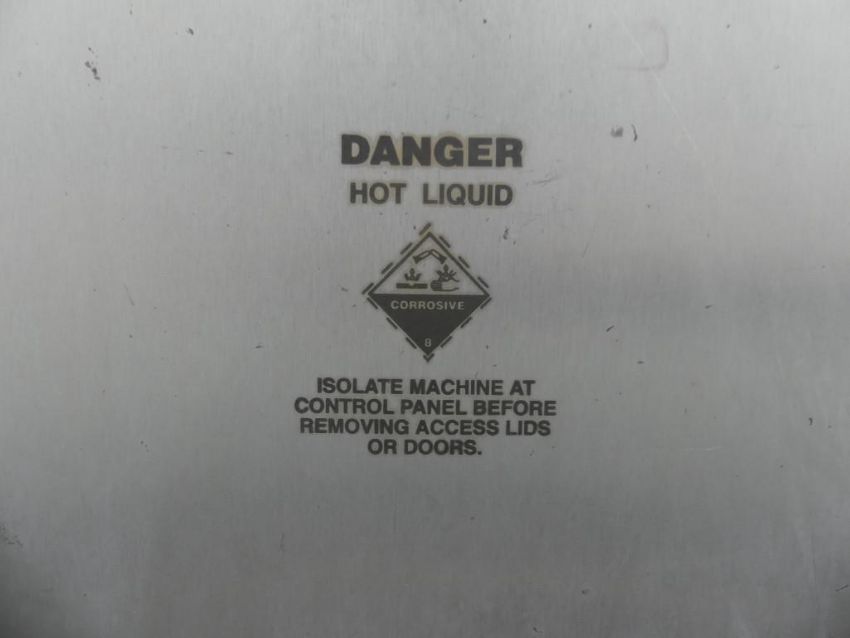 DANGER
HOT LIQUID
CORROSIVE
8
ISOLATE MACHINE AT
CONTROL PANEL BEFORE
REMOVING ACCESS LIDS
OR DOORS.